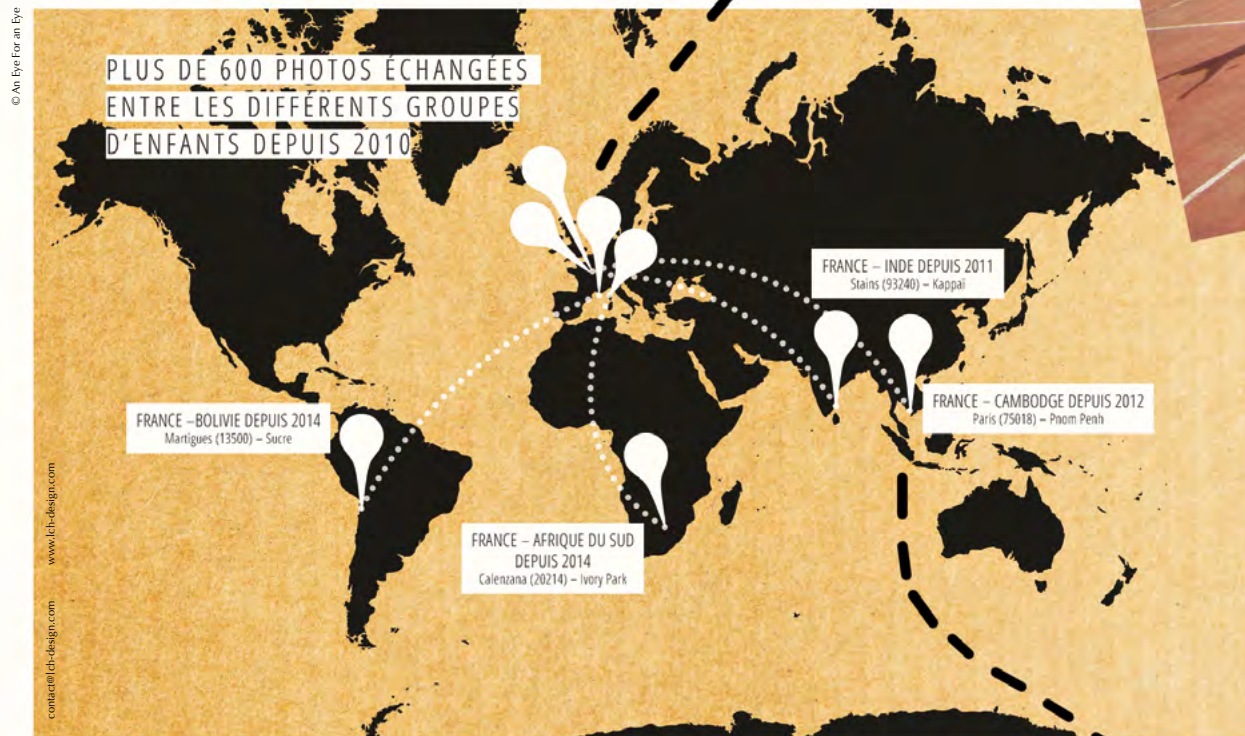 © An Eye For an Eye
PLUS DE 600 PHOTOS ÉCHANGÉES
ENTRE LES DIFFÉRENTS GROUPES
D'ENFANTS DEPUIS 2010
FRANCE – INDE DEPUIS 2011
Stains (93240) – Kappai
FRANCE – CAMBODGE DEPUIS 2012
Paris (75018) – Pnom Penh
FRANCE –BOLIVIE DEPUIS 2014
Martigues (13500) – Sucre
FRANCE – AFRIQUE DU SUD
DEPUIS 2014
Calenzana (20214) – Ivory Park
www.lch-design.com
contact@lch-design.com